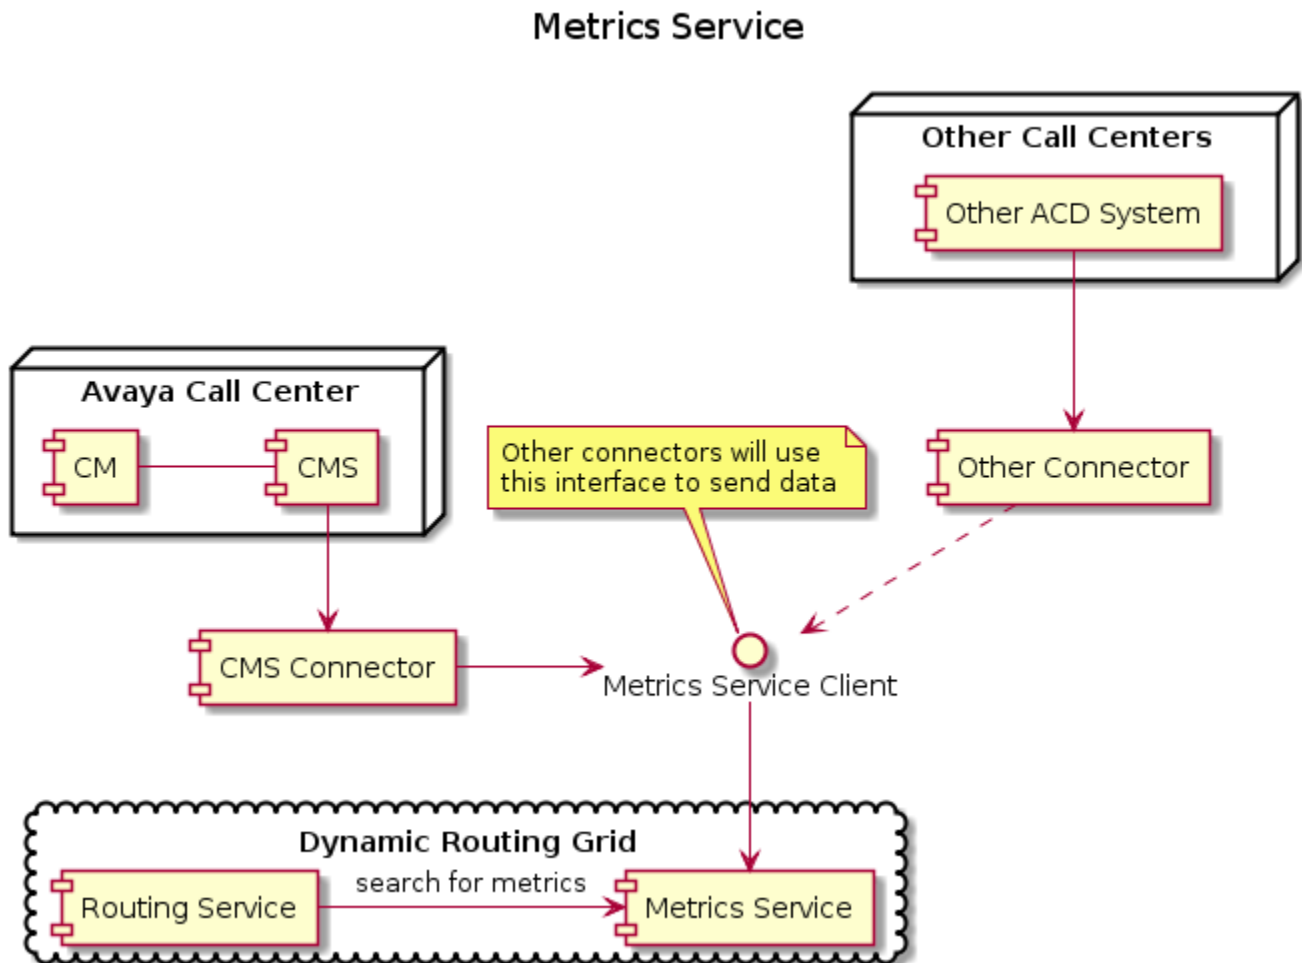 Metrics Service
Other Call Centers
Other ACD System
Avaya Call Center
CM
CMS
Other connectors will use
this interface to send data
Other Connector
CMS Connector
Metrics Service Client
Dynamic Routing Grid
search for metrics
Routing Service
Metrics Service